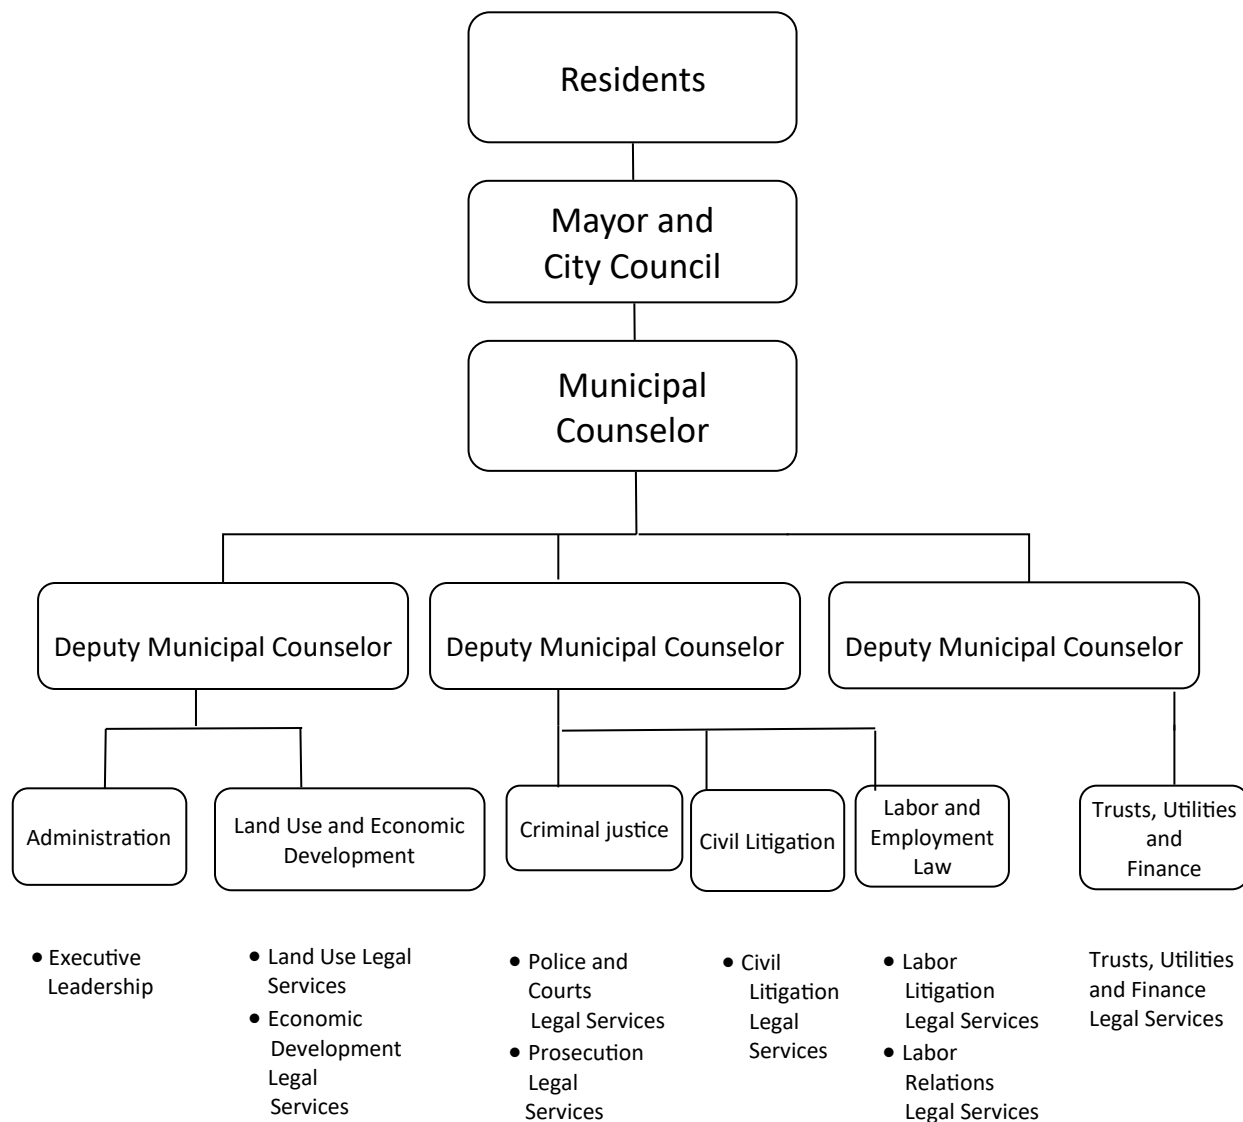 Residents
Mayor and
City Council
Municipal
Counselor
Deputy Municipal Counselor
Deputy Municipal Counselor
Deputy Municipal Counselor
Administration
Land Use and Economic
Development
Criminal justice
Civil Litigation
Labor and
Employment
Law
Trusts, Utilities
and
Finance
• Executive
Leadership
• Land Use Legal
Services
• Economic
Development
Legal
Services
• Police and
Courts
Legal Services
• Prosecution
Legal
Services
• Civil
Litigation
Legal
Services
• Labor
Litigation
Legal Services
• Labor
Relations
Legal Services
Trusts, Utilities
and Finance
Legal Services